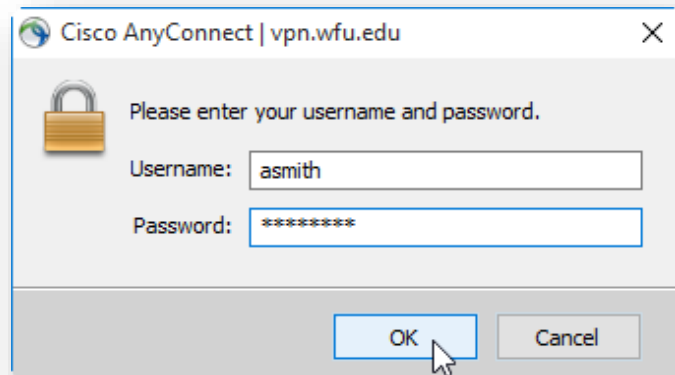 Cisco AnyConnect | vpn.wfu.edu
Please enter your username and password.
Username: asmith
Password: ********
OK Cancel